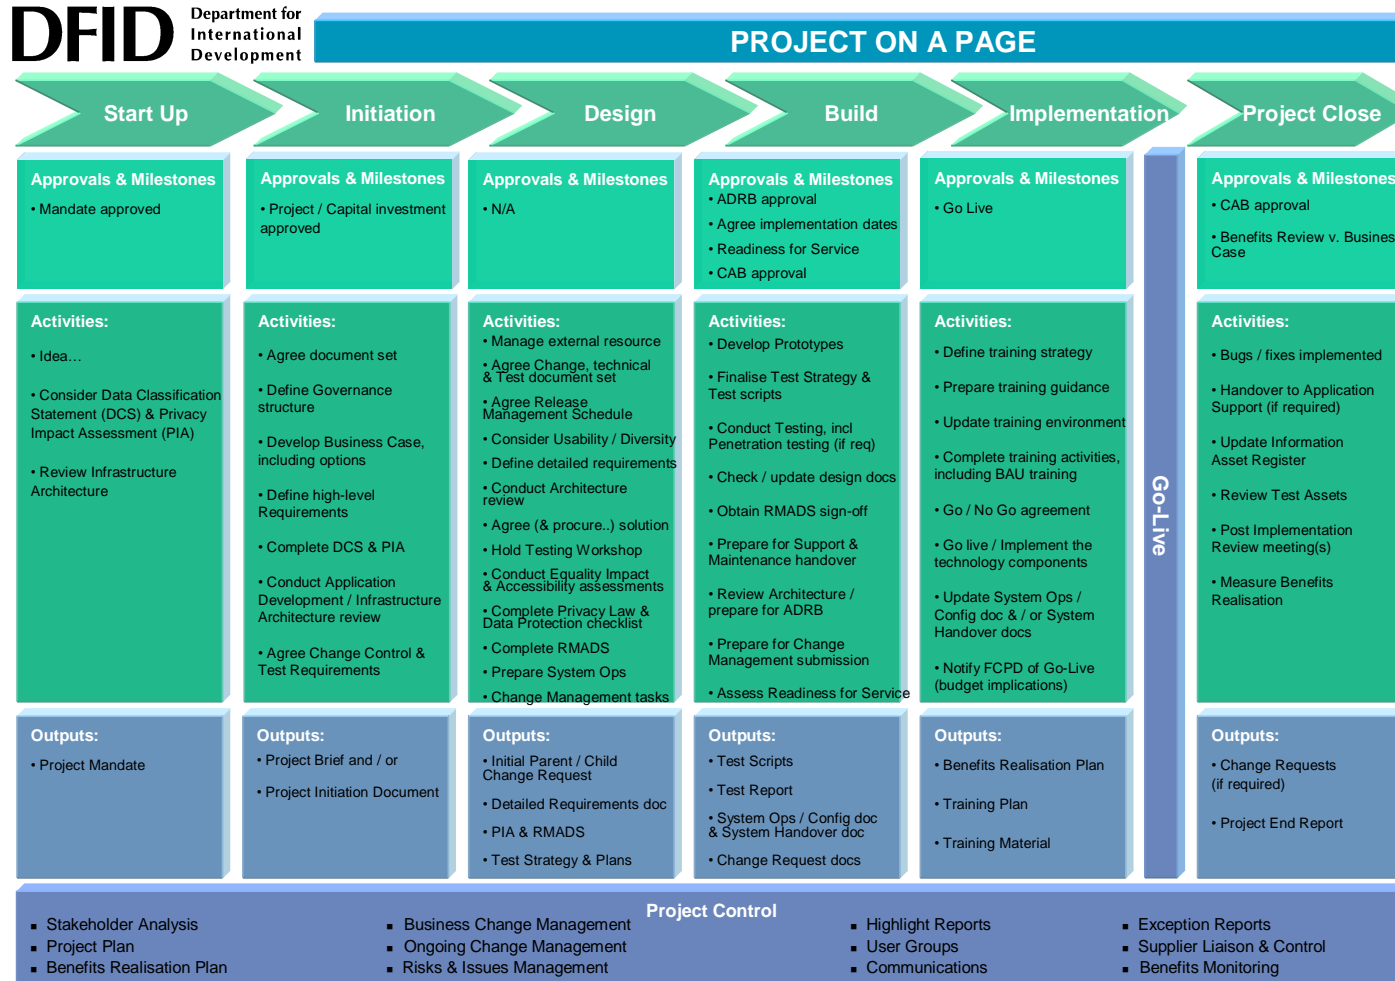 DFID
Department for
International
Development
PROJECT ON A PAGE
Start Up
Initiation
Design
Build
Implementation
Project Close
Approvals & Milestones
• Mandate approved
Approvals & Milestones
• Project / Capital investment
approved
Approvals & Milestones
• N/A
Approvals & Milestones
• ADRB approval
• Agree implementation dates
• Readiness for Service
• CAB approval
Approvals & Milestones
• Go Live
Approvals & Milestones
• CAB approval
• Benefits Review v. Busines
Case
Activities:
• Idea…
• Consider Data Classification
Statement (DCS) & Privacy
Impact Assessment (PIA)
• Review Infrastructure
Architecture
Activities:
• Agree document set
• Define Governance
structure
• Develop Business Case,
including options
• Define high-level
Requirements
• Complete DCS & PIA
• Conduct Application
Development / Infrastructure
Architecture review
• Agree Change Control &
Test Requirements
Activities:
• Manage external resource
• Agree Change, technical
& Test document set
• Agree Release
Management Schedule
• Consider Usability / Diversity
• Define detailed requirements
• Conduct Architecture
review
• Agree (& procure..) solution
• Hold Testing Workshop
• Conduct Equality Impact
& Accessibility assessments
• Complete Privacy Law &
Data Protection checklist
• Complete RMADS
• Prepare System Ops
• Change Management tasks
Activities:
• Develop Prototypes
• Finalise Test Strategy &
Test scripts
• Conduct Testing, incl
Penetration testing (if req)
• Check / update design docs
• Obtain RMADS sign-off
• Prepare for Support &
Maintenance handover
• Review Architecture /
prepare for ADRB
• Prepare for Change
Management submission
• Assess Readiness for Service
Activities:
• Define training strategy
• Prepare training guidance
• Update training environment
• Complete training activities,
including BAU training
• Go / No Go agreement
• Go live / Implement the
technology components
• Update System Ops /
Config doc & / or System
Handover docs
• Notify FCPD of Go-Live
(budget implications)
Go-Live
Activities:
• Bugs / fixes implemented
• Handover to Application
Support (if required)
• Update Information
Asset Register
• Review Test Assets
• Post Implementation
Review meeting(s)
• Measure Benefits
Realisation
Outputs:
• Project Mandate
Outputs:
• Project Brief and / or
• Project Initiation Document
Outputs:
• Initial Parent / Child
Change Request
• Detailed Requirements doc
• PIA & RMADS
• Test Strategy & Plans
Outputs:
• Test Scripts
• Test Report
• System Ops / Config doc
& System Handover doc
• Change Request docs
Outputs:
• Benefits Realisation Plan
• Training Plan
• Training Material
Outputs:
• Change Requests
(if required)
• Project End Report
Project Control
▪ Stakeholder Analysis
▪ Project Plan
▪ Benefits Realisation Plan
▪ Business Change Management
▪ Ongoing Change Management
▪ Risks & Issues Management
▪ Highlight Reports
▪ User Groups
▪ Communications
▪ Exception Reports
▪ Supplier Liaison & Control
▪ Benefits Monitoring